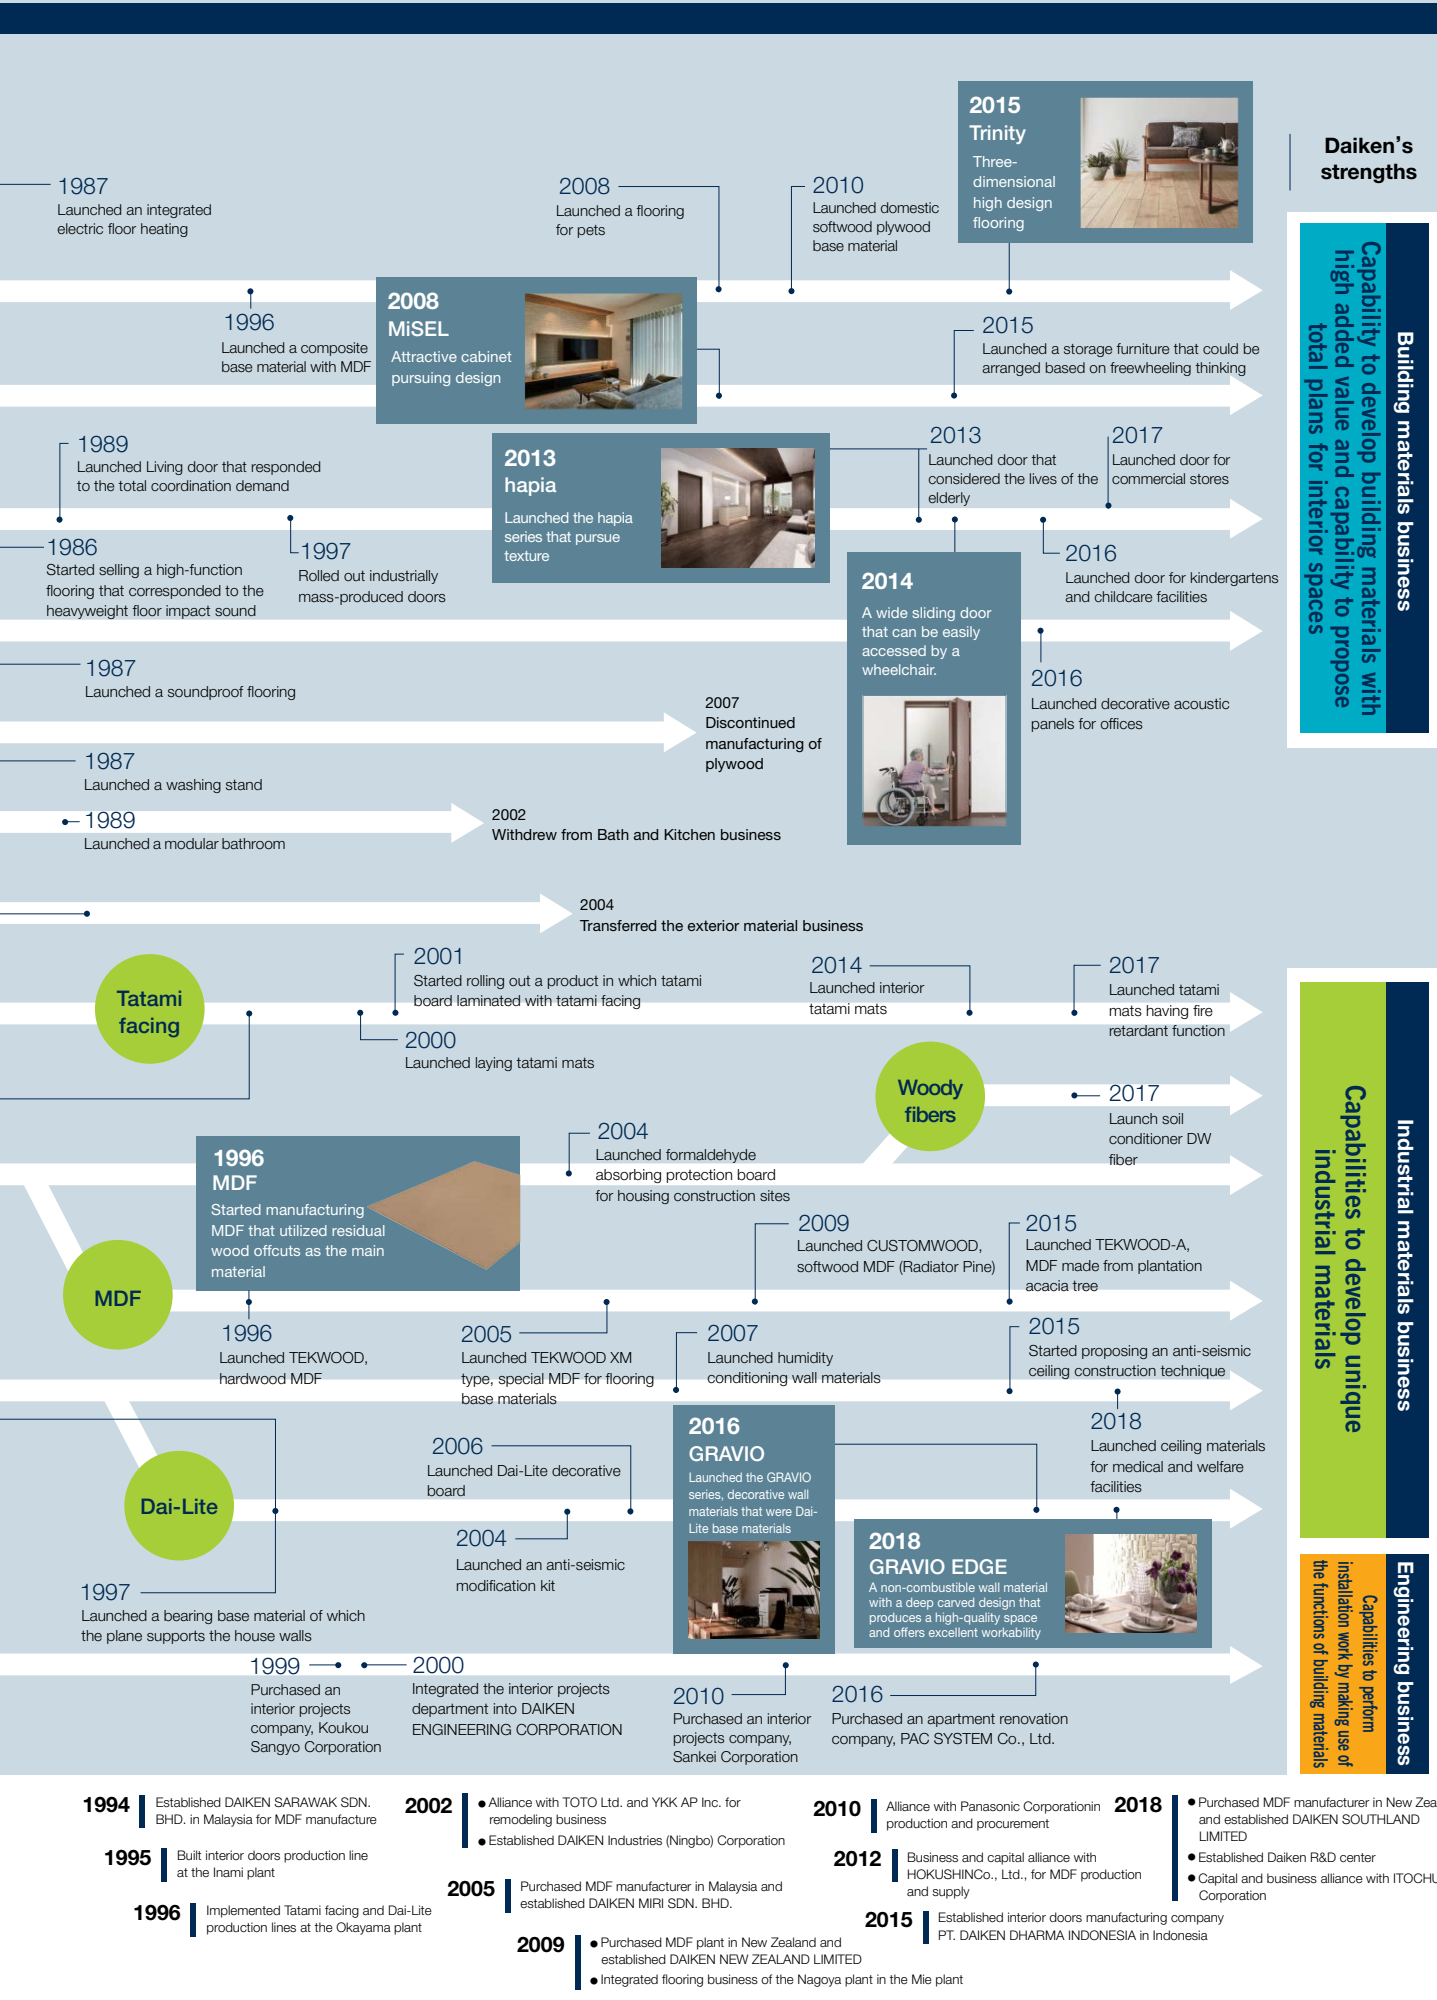 2015
Trinity
Three-
dimensional
high design
flooring
Daiken's
strengths
1987
Launched an integrated
electric floor heating
2008
Launched a flooring
for pets
2010
Launched domestic
softwood plywood
base material
1996
Launched a composite
base material with MDF
2008
MiSEL
Attractive cabinet
pursuing design
2015
Launched a storage furniture that could be
arranged based on freewheeling thinking
1989
Launched Living door that responded
to the total coordination demand
2013
hapia
Launched the hapia
series that pursue
texture
2013
Launched door that
considered the lives of the
elderly
2017
Launched door for
commercial stores
1986
Started selling a high-function
flooring that corresponded to the
heavyweight floor impact sound
1997
Rolled out industrially
mass-produced doors
2014
A wide sliding door
that can be easily
accessed by a
wheelchair.
2016
Launched door for kindergartens
and childcare facilities
1987
Launched a soundproof flooring
2016
Launched decorative acoustic
panels for offices
2007
Discontinued
manufacturing of
plywood
1987
Launched a washing stand
1989
Launched a modular bathroom
2002
Withdrew from Bath and Kitchen business
2004
Transferred the exterior material business
Building materials business
Capability to develop building materials with
high added value and capability to propose
total plans for interior spaces
Tatami
facing
2001
Started rolling out a product in which tatami
board laminated with tatami facing
2000
Launched laying tatami mats
2014
Launched interior
tatami mats
2017
Launched tatami
mats having fire
retardant function
Woody
fibers
2017
Launch soil
conditioner DW
fiber
1996
MDF
Started manufacturing
MDF that utilized residual
wood offcuts as the main
material
2004
Launched formaldehyde
absorbing protection board
for housing construction sites
2009
Launched CUSTOMWOOD,
softwood MDF (Radiator Pine)
2015
Launched TEKWOOD-A,
MDF made from plantation
acacia tree
MDF
1996
Launched TEKWOOD,
hardwood MDF
2005
Launched TEKWOOD XM
type, special MDF for flooring
base materials
2007
Launched humidity
conditioning wall materials
2015
Started proposing an anti-seismic
ceiling construction technique
2016
GRAVIO
Launched the GRAVIO
series, decorative wall
materials that were Dai-
Lite base materials
2018
Launched ceiling materials
for medical and welfare
facilities
Dai-Lite
2006
Launched Dai-Lite decorative
board
2004
Launched an anti-seismic
modification kit
2018
GRAVIO EDGE
A non-combustible wall material
with a deep carved design that
produces a high-quality space
and offers excellent workability
1997
Launched a bearing base material of which
the plane supports the house walls
Industrial materials business
Capabilities to develop unique
industrial materials
1999
Purchased an
interior projects
company, Koukou
Sangyo Corporation
2000
Integrated the interior projects
department into DAIKEN
ENGINEERING CORPORATION
2010
Purchased an interior
projects company,
Sankei Corporation
2016
Purchased an apartment renovation
company, PAC SYSTEM Co., Ltd.
Engineering business
Capabilities to perform
installation work by making use of
the functions of building materials
1994
Established DAIKEN SARAWAK SDN.
BHD. in Malaysia for MDF manufacture
1995
Built interior doors production line
at the Inami plant
1996
Implemented Tatami facing and Dai-Lite
production lines at the Okayama plant
2002
● Alliance with TOTO Ltd. and YKK AP Inc. for
remodeling business
● Established DAIKEN Industries (Ningbo) Corporation
2005
Purchased MDF manufacturer in Malaysia and
established DAIKEN MIRI SDN. BHD.
2009
● Purchased MDF plant in New Zealand and
established DAIKEN NEW ZEALAND LIMITED
● Integrated flooring business of the Nagoya plant in the Mie plant
2010
Alliance with Panasonic Corporationin
production and procurement
2012
Business and capital alliance with
HOKUSHINCo., Ltd., for MDF production
and supply
2015
Established interior doors manufacturing company
PT. DAIKEN DHARMA INDONESIA in Indonesia
2018
● Purchased MDF manufacturer in New Zea
and established DAIKEN SOUTHLAND
LIMITED
● Established Daiken R&D center
● Capital and business alliance with ITOCHU
Corporation